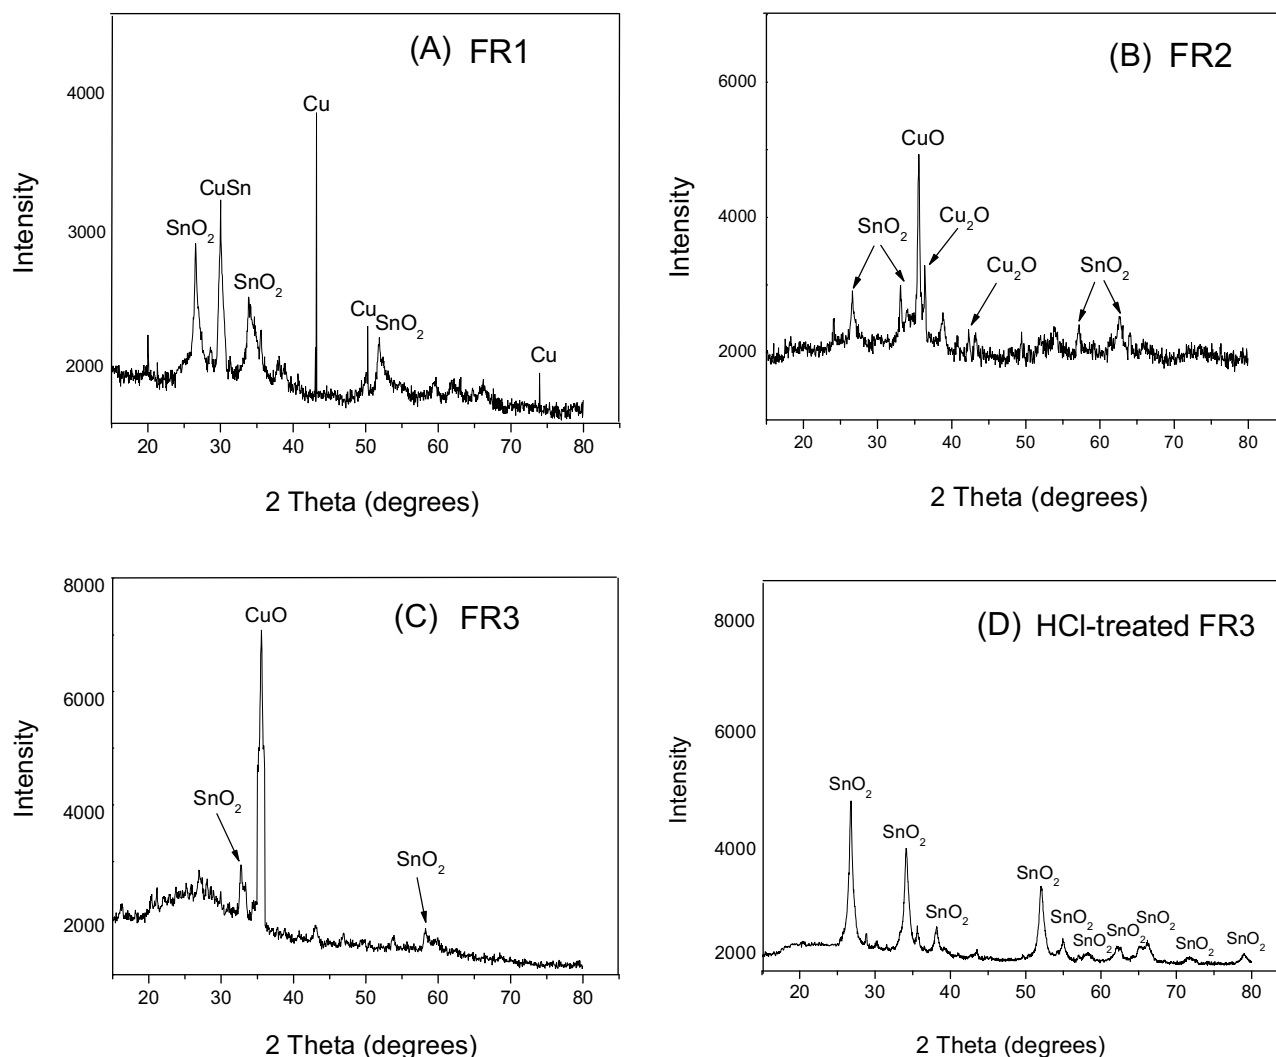 (A) FR1
4000
3000
2000
Intensity
SnO2
CuSn
SnO2
Cu
Cu
SnO2
Cu
20 30 40 50 60 70 80
2 Theta (degrees)
(B) FR2
6000
4000
2000
Intensity
CuO
SnO2
Cu2O
Cu2O
SnO2
20 30 40 50 60 70 80
2 Theta (degrees)
(C) FR3
8000
6000
4000
2000
Intensity
CuO
SnO2
SnO2
20 30 40 50 60 70 80
2 Theta (degrees)
(D) HCl-treated FR3
8000
6000
4000
2000
Intensity
SnO2
SnO2
SnO2
SnO2
SnO2
SnO2
SnO2
SnO2
SnO2
SnO2
20 30 40 50 60 70 80
2 Theta (degrees)